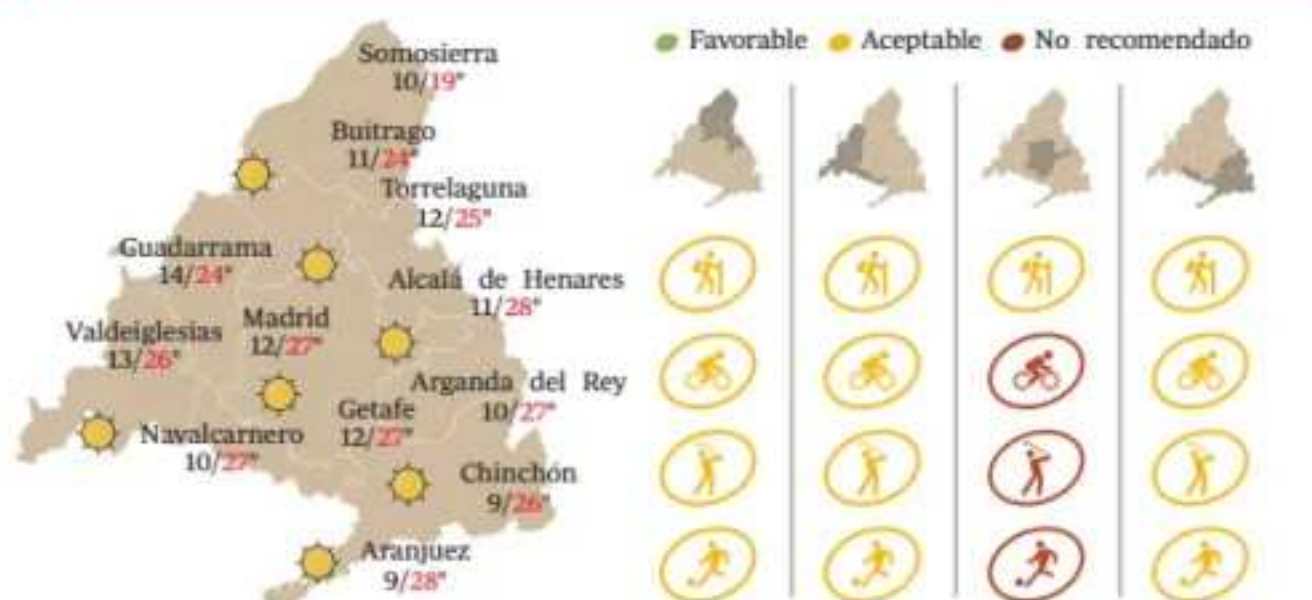 Somosierra
10/19°
Buitrago
11/24°
Torrelaguna
12/25°
Guadarrama
14/24°
Alcalá de Henares
11/28°
Valdeiglesias
13/26°
Madrid
12/27°
Arganda del Rey
10/27°
Getafe
12/27°
Navalcarnero
10/27°
Chinchón
9/26°
Aranjuez
9/28°
Favorable Aceptable No recomendado